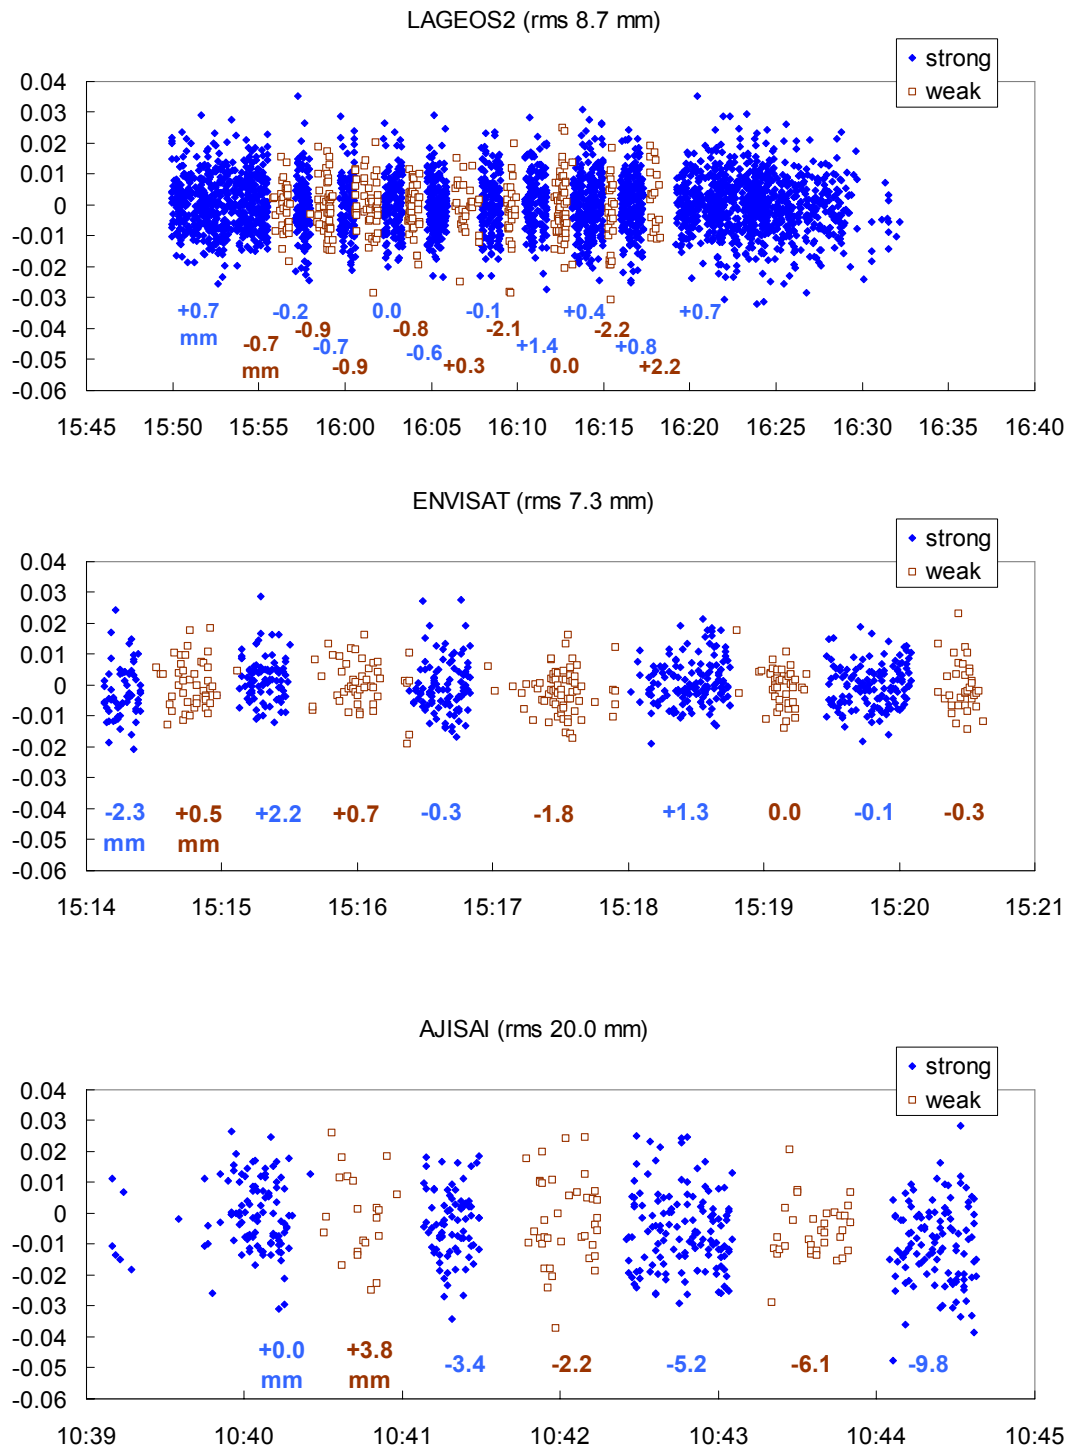 LAGEOS2 (rms 8.7 mm)
strong
weak
0.04
0.03
0.02
0.01
0
-0.01
-0.02
-0.03
-0.04
-0.05
-0.06
+0.7 -0.2 0.0 -0.1 +0.4 +0.7
mm
-0.9 -0.8 -2.1 -2.2
-0.7 -0.7 -0.6 +1.4 +0.8
mm
-0.9 +0.3 0.0 +2.2
15:45 15:50 15:55 16:00 16:05 16:10 16:15 16:20 16:25 16:30 16:35 16:40
ENVISAT (rms 7.3 mm)
strong
weak
0.04
0.03
0.02
0.01
0
-0.01
-0.02
-0.03
-0.04
-0.05
-0.06
-2.3 +0.5 +2.2 +0.7 -0.3 -1.8 +1.3 0.0 -0.1 -0.3
mm mm
15:14 15:15 15:16 15:17 15:18 15:19 15:20 15:21
AJISAI (rms 20.0 mm)
strong
weak
0.04
0.03
0.02
0.01
0
-0.01
-0.02
-0.03
-0.04
-0.05
-0.06
+0.0 +3.8 -3.4 -2.2 -5.2 -6.1 -9.8
mm mm
10:39 10:40 10:41 10:42 10:43 10:44 10:45